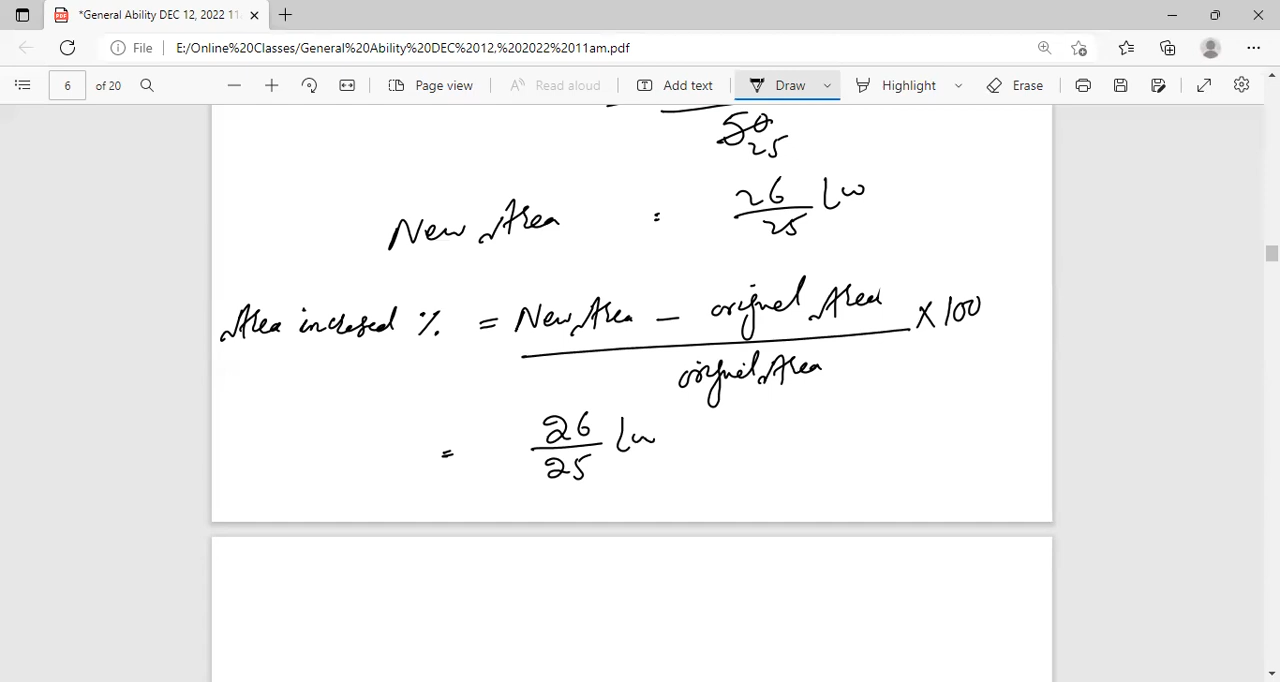 *General Ability DEC 12, 2022 11
File E:/Online%20Classes/General%20Ability%20DEC%2012,%202022%2011am.pdf
6 of 20 Page view Read aloud Add text Draw Highlight Erase
50
25
New Area = 26/25 lw
Area incresed % = New Area - original Area × 100
original Area
= 26/25 lw